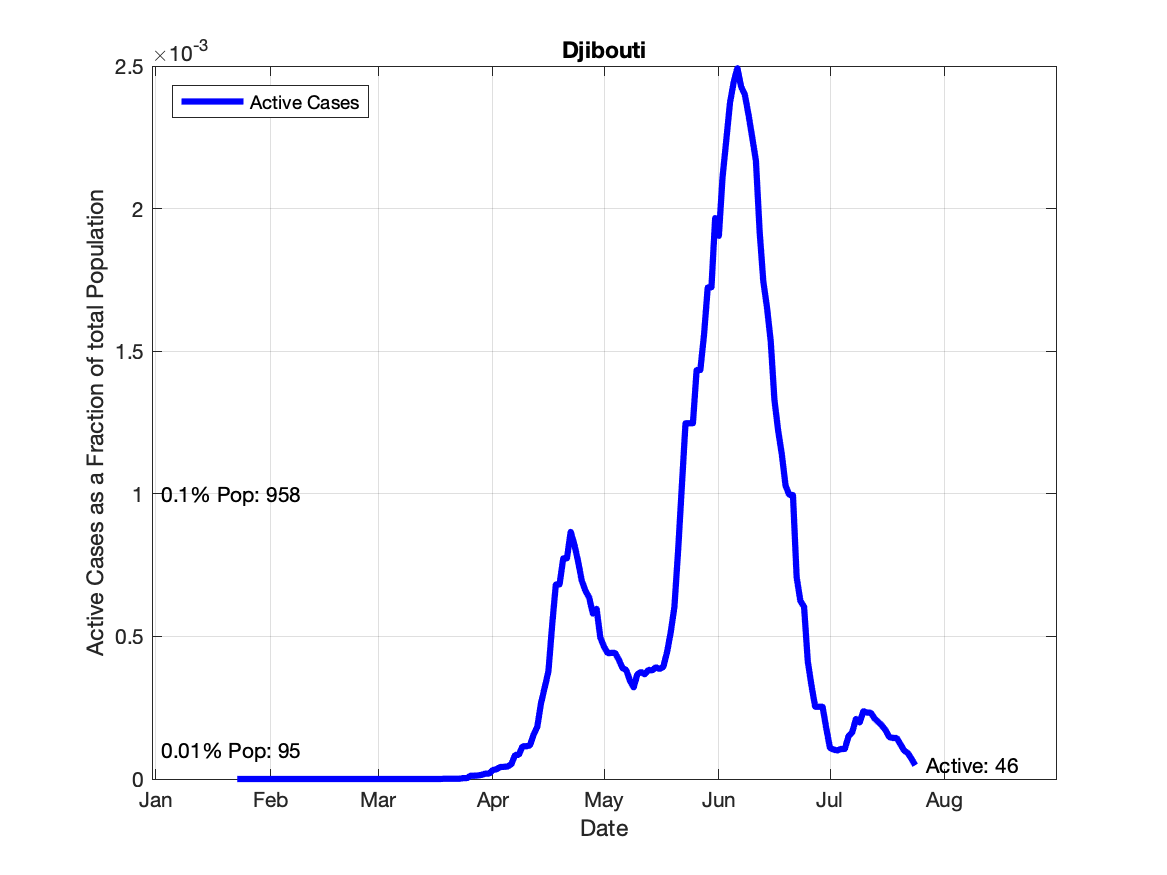 Djibouti
×10-3
2.5
2
1.5
1
0.5
0
Active Cases
Active Cases as a Fraction of total Population
0.1% Pop: 958
0.01% Pop: 95
Active: 46
Jan Feb Mar Apr May Jun Jul Aug
Date